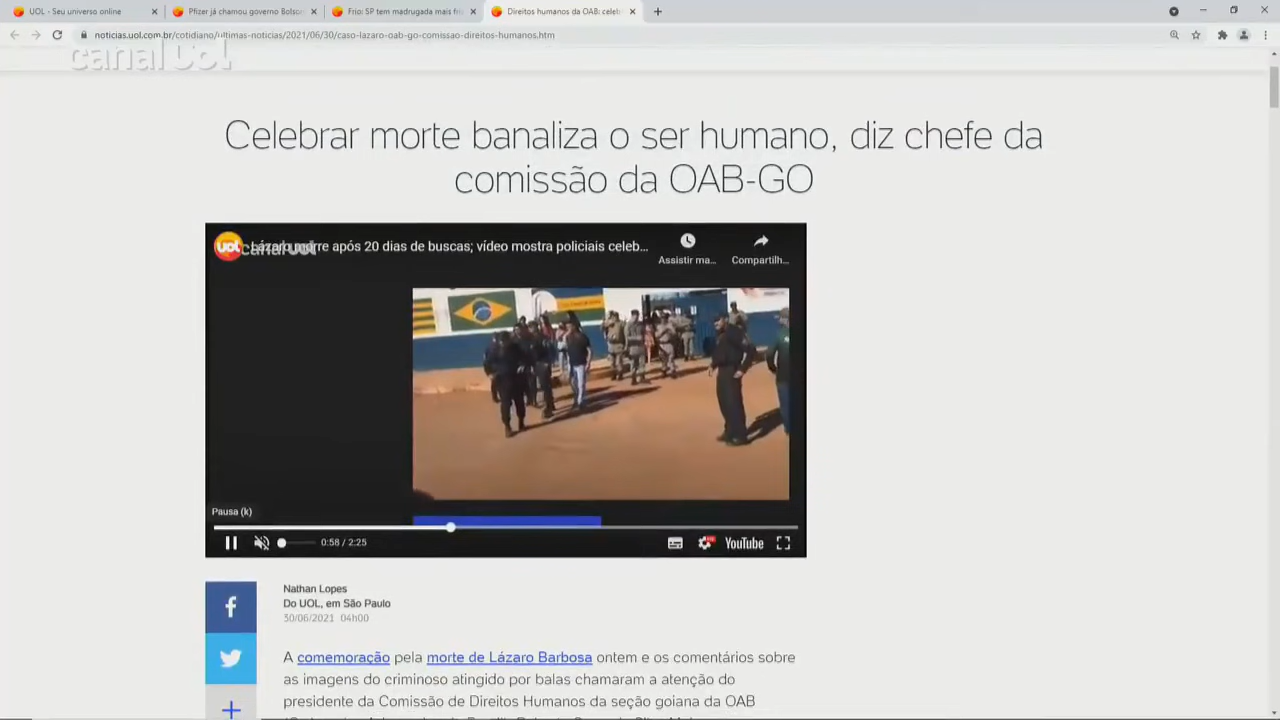 UOL - Seu universo online
Pfizer já chamou governo Bolson
Frio: SP tem madrugada mais fri
Direitos humanos da OAB: celeb
noticias.uol.com.br/cotidiano/ultimas-noticias/2021/06/30/caso-lazaro-oab-go-comissao-direitos-humanos.htm
canal uol
Celebrar morte banaliza o ser humano, diz chefe da
comissão da OAB-GO
uol
canal uol
Lázaro morre após 20 dias de buscas; vídeo mostra policiais celeb...
Assistir ma...
Compartilh...
Pausa (k)
0:58 / 2:25
YouTube
Nathan Lopes
Do UOL, em São Paulo
30/06/2021 04h00
A comemoração pela morte de Lázaro Barbosa ontem e os comentários sobre
as imagens do criminoso atingido por balas chamaram a atenção do
presidente da Comissão de Direitos Humanos da seção goiana da OAB